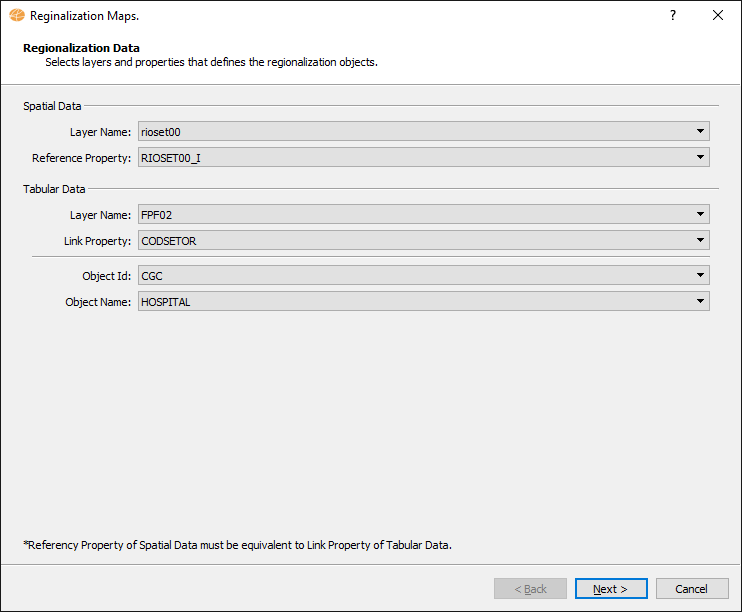 Reginalization Maps.
?
Regionalization Data
Selects layers and properties that defines the regionalization objects.
Spatial Data
Layer Name: rioset00
Reference Property: RIOSET00_I
Tabular Data
Layer Name: FPF02
Link Property: CODSETOR
Object Id: CGC
Object Name: HOSPITAL
*Referency Property of Spatial Data must be equivalent to Link Property of Tabular Data.
< Back Next > Cancel